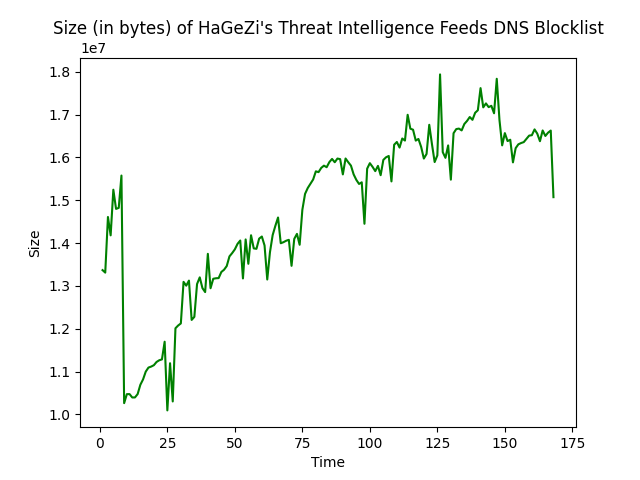 Size (in bytes) of HaGeZi's Threat Intelligence Feeds DNS Blocklist
1e7
1.8
1.7
1.6
1.5
1.4
1.3
1.2
1.1
1.0
Size
0 25 50 75 100 125 150 175
Time